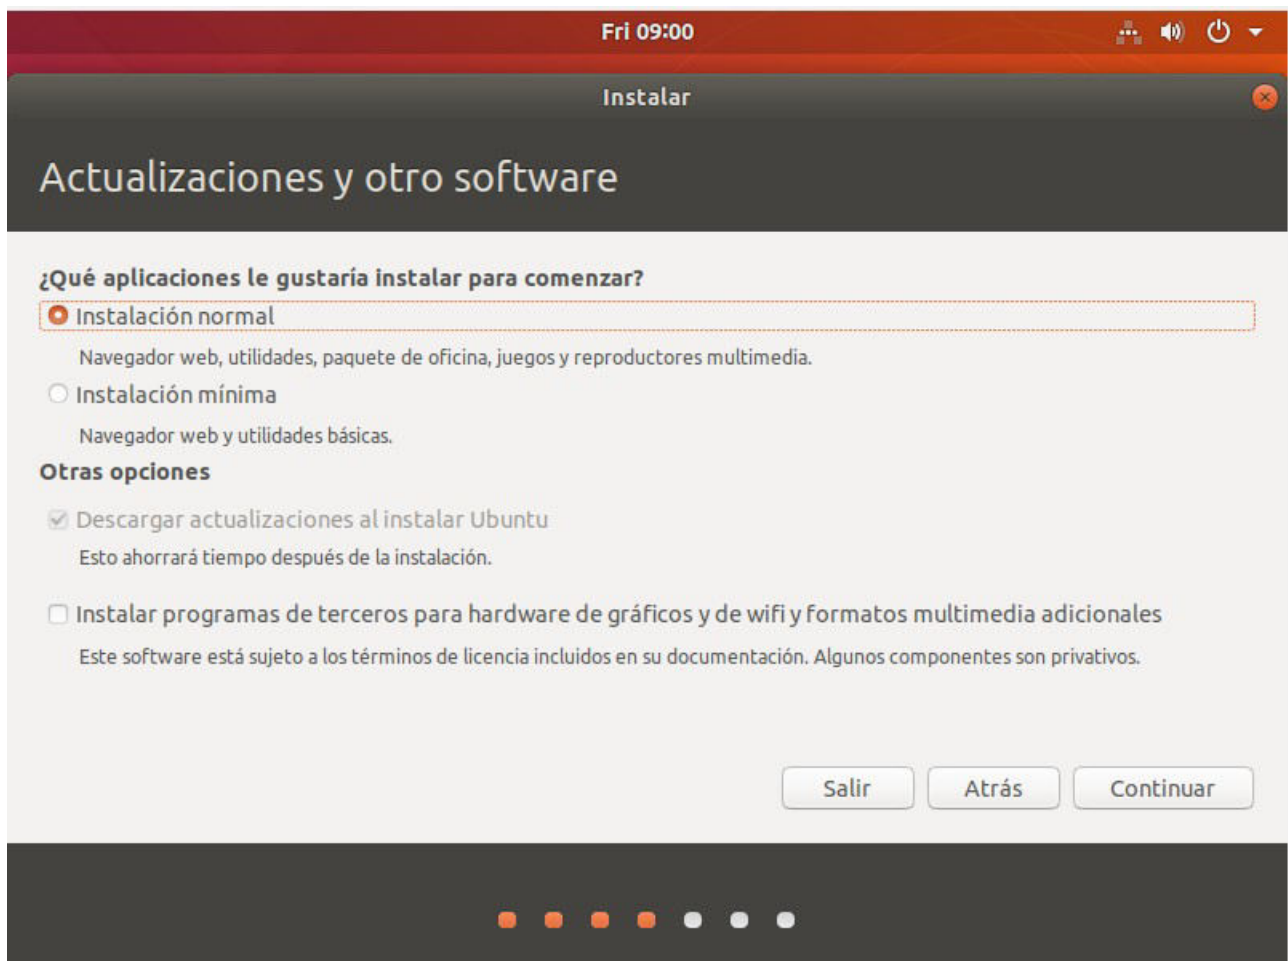 Fri 09:00
Instalar
Actualizaciones y otro software
¿Qué aplicaciones le gustaría instalar para comenzar?
Instalación normal
Navegador web, utilidades, paquete de oficina, juegos y reproductores multimedia.
Instalación mínima
Navegador web y utilidades básicas.
Otras opciones
Descargar actualizaciones al instalar Ubuntu
Esto ahorrará tiempo después de la instalación.
Instalar programas de terceros para hardware de gráficos y de wifi y formatos multimedia adicionales
Este software está sujeto a los términos de licencia incluidos en su documentación. Algunos componentes son privativos.
Salir Atrás Continuar